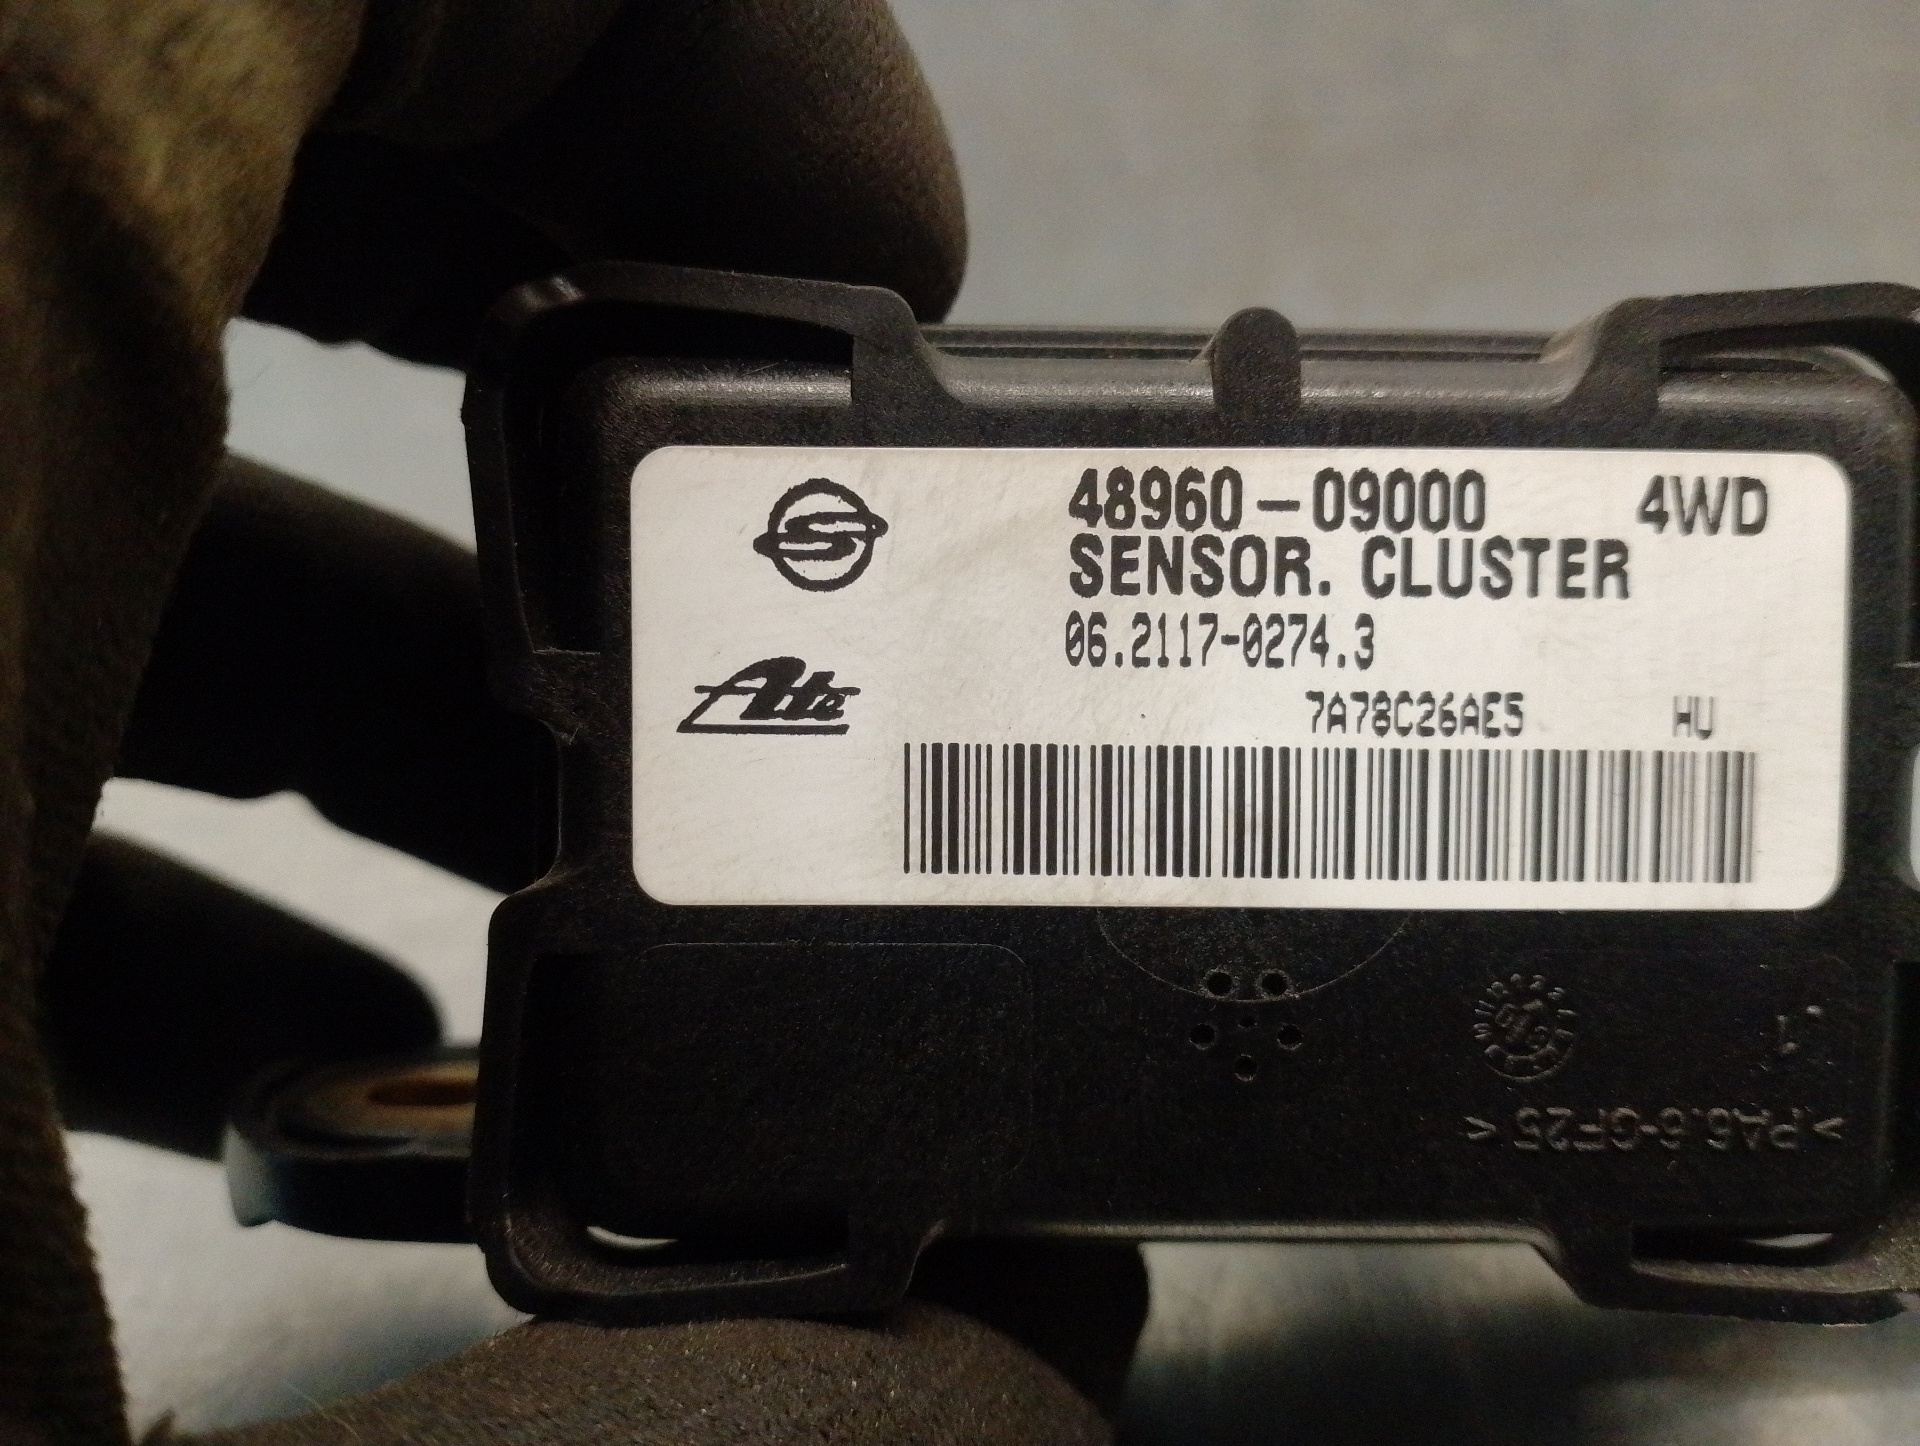 48960-09000 4WD
SENSOR. CLUSTER
06.2117-0274.3
Ate
7A78C26AE5 HU
>PA6.6-GF25<